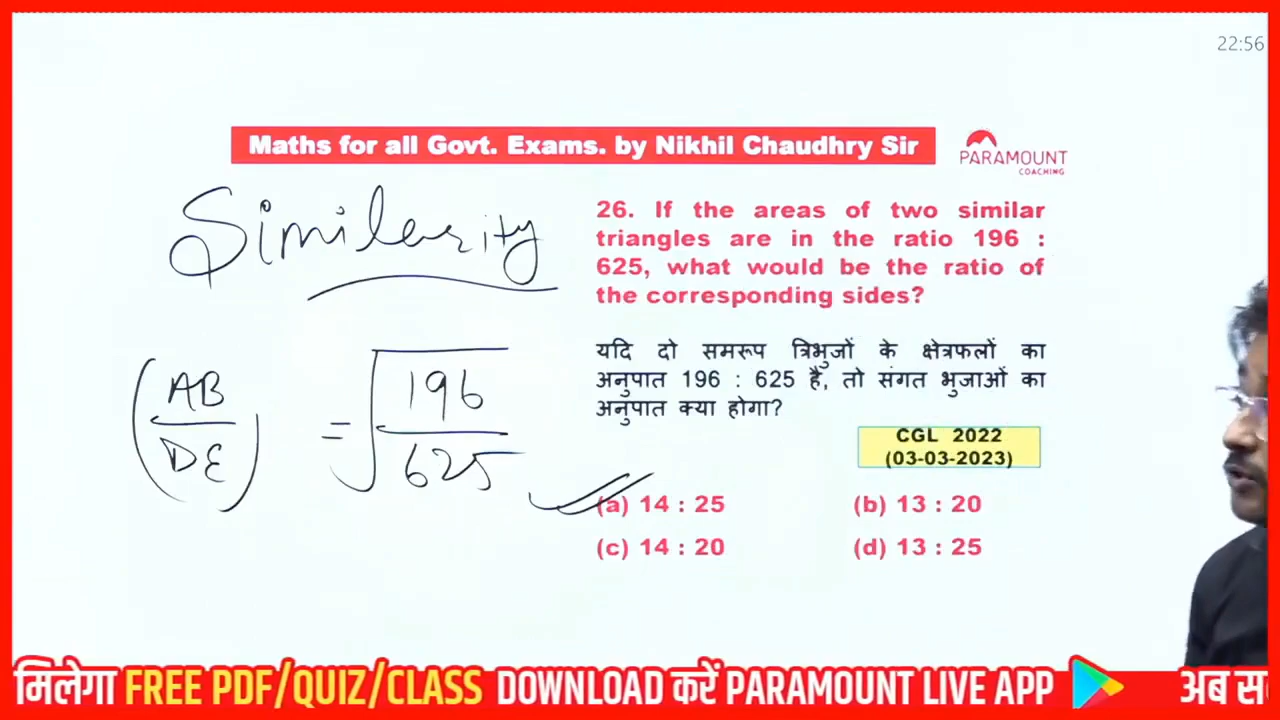 22:56
Maths for all Govt. Exams. by Nikhil Chaudhry Sir
PARAMOUNT
COACHING
Similarity
(AB/DE) = √196/625
26. If the areas of two similar
triangles are in the ratio 196 :
625, what would be the ratio of
the corresponding sides?
यदि दो समरूप त्रिभुजों के क्षेत्रफलों का
अनुपात 196 : 625 है, तो संगत भुजाओं का
अनुपात क्या होगा?
CGL 2022
(03-03-2023)
(a) 14 : 25 (b) 13 : 20
(c) 14 : 20 (d) 13 : 25
मिलेगा FREE PDF/QUIZ/CLASS DOWNLOAD करें PARAMOUNT LIVE APP अब